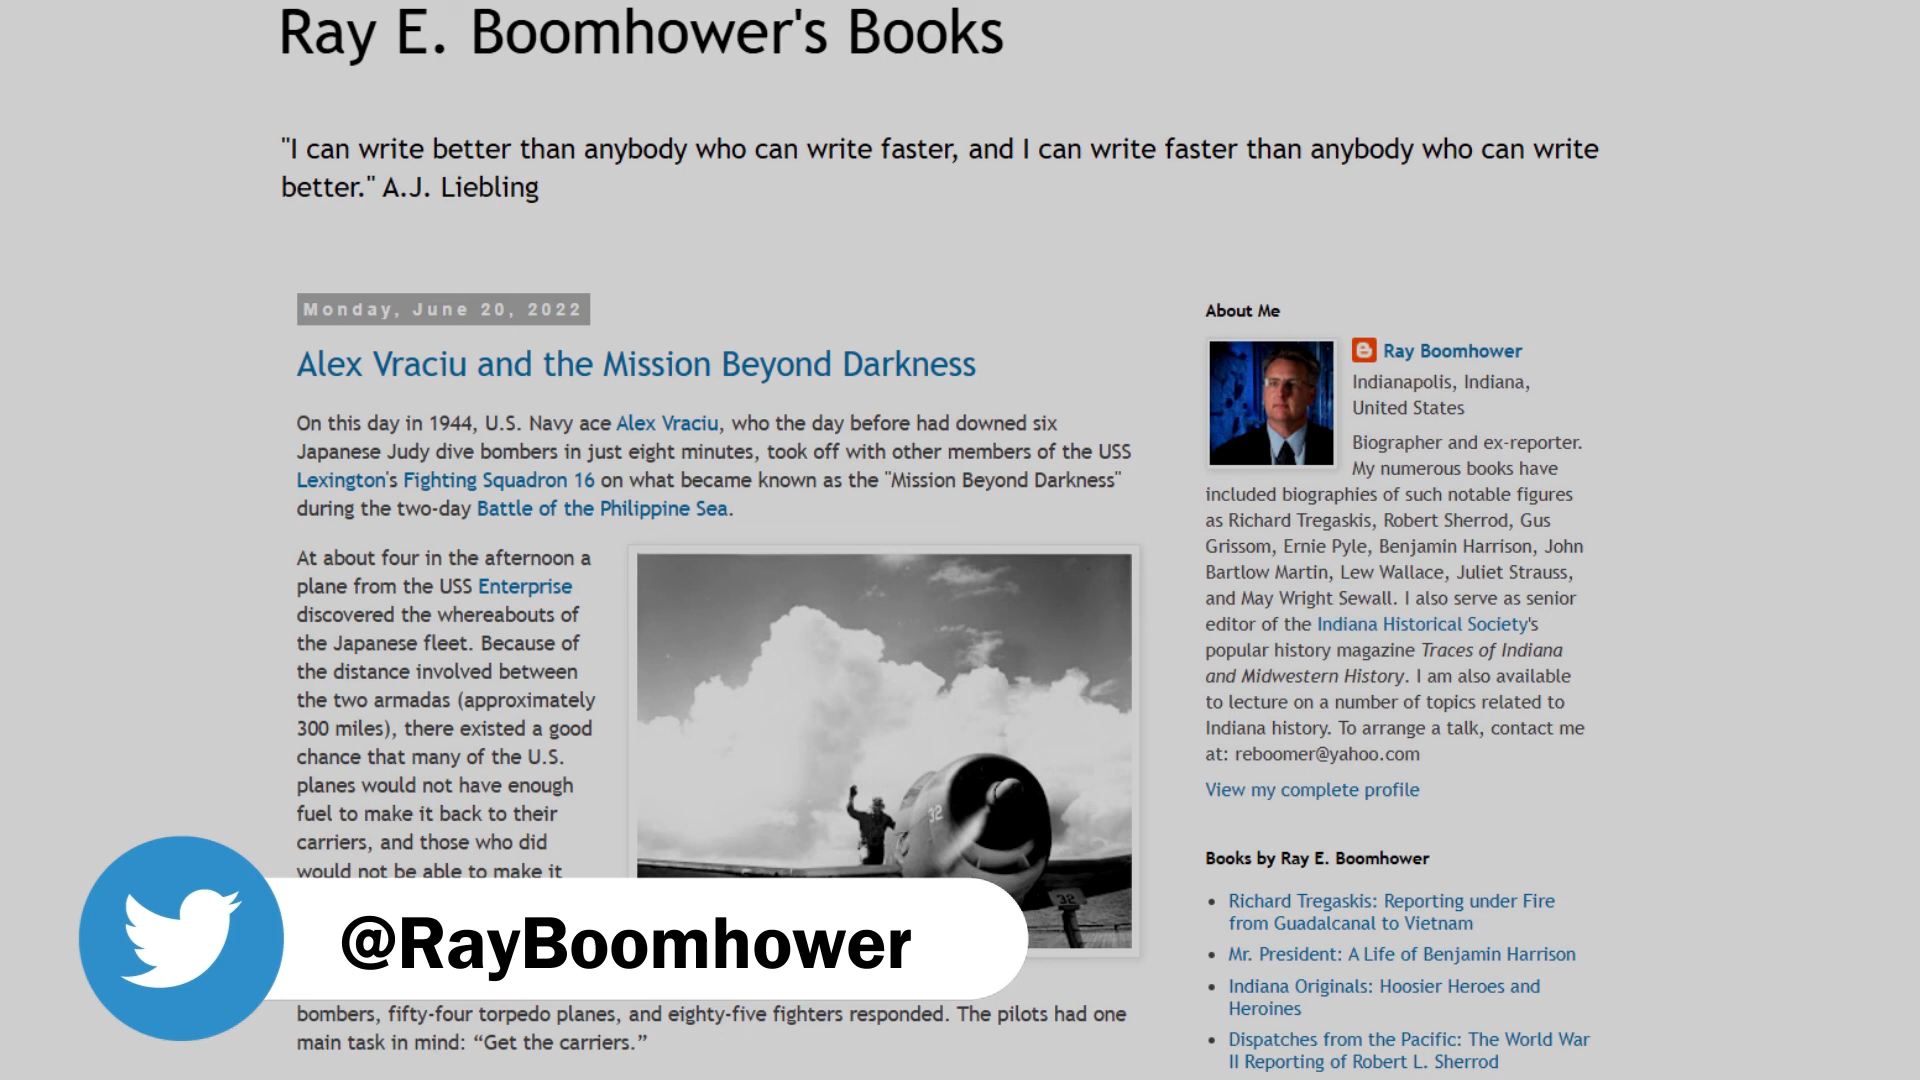 Ray E. Boomhower's Books
"I can write better than anybody who can write faster, and I can write faster than anybody who can write
better." A.J. Liebling
Monday, June 20, 2022
Alex Vraciu and the Mission Beyond Darkness
On this day in 1944, U.S. Navy ace Alex Vraciu, who the day before had downed six
Japanese Judy dive bombers in just eight minutes, took off with other members of the USS
Lexington's Fighting Squadron 16 on what became known as the "Mission Beyond Darkness"
during the two-day Battle of the Philippine Sea.
At about four in the afternoon a
plane from the USS Enterprise
discovered the whereabouts of
the Japanese fleet. Because of
the distance involved between
the two armadas (approximately
300 miles), there existed a good
chance that many of the U.S.
planes would not have enough
fuel to make it back to their
carriers, and those who did
would not be able to make it
32
32
bombers, fifty-four torpedo planes, and eighty-five fighters responded. The pilots had one
main task in mind: “Get the carriers.”
@RayBoomhower
About Me
Ray Boomhower
Indianapolis, Indiana,
United States
Biographer and ex-reporter.
My numerous books have
included biographies of such notable figures
as Richard Tregaskis, Robert Sherrod, Gus
Grissom, Ernie Pyle, Benjamin Harrison, John
Bartlow Martin, Lew Wallace, Juliet Strauss,
and May Wright Sewall. I also serve as senior
editor of the Indiana Historical Society's
popular history magazine Traces of Indiana
and Midwestern History. I am also available
to lecture on a number of topics related to
Indiana history. To arrange a talk, contact me
at: reboomer@yahoo.com
View my complete profile
Books by Ray E. Boomhower
Richard Tregaskis: Reporting under Fire
from Guadalcanal to Vietnam
Mr. President: A Life of Benjamin Harrison
Indiana Originals: Hoosier Heroes and
Heroines
Dispatches from the Pacific: The World War
II Reporting of Robert L. Sherrod